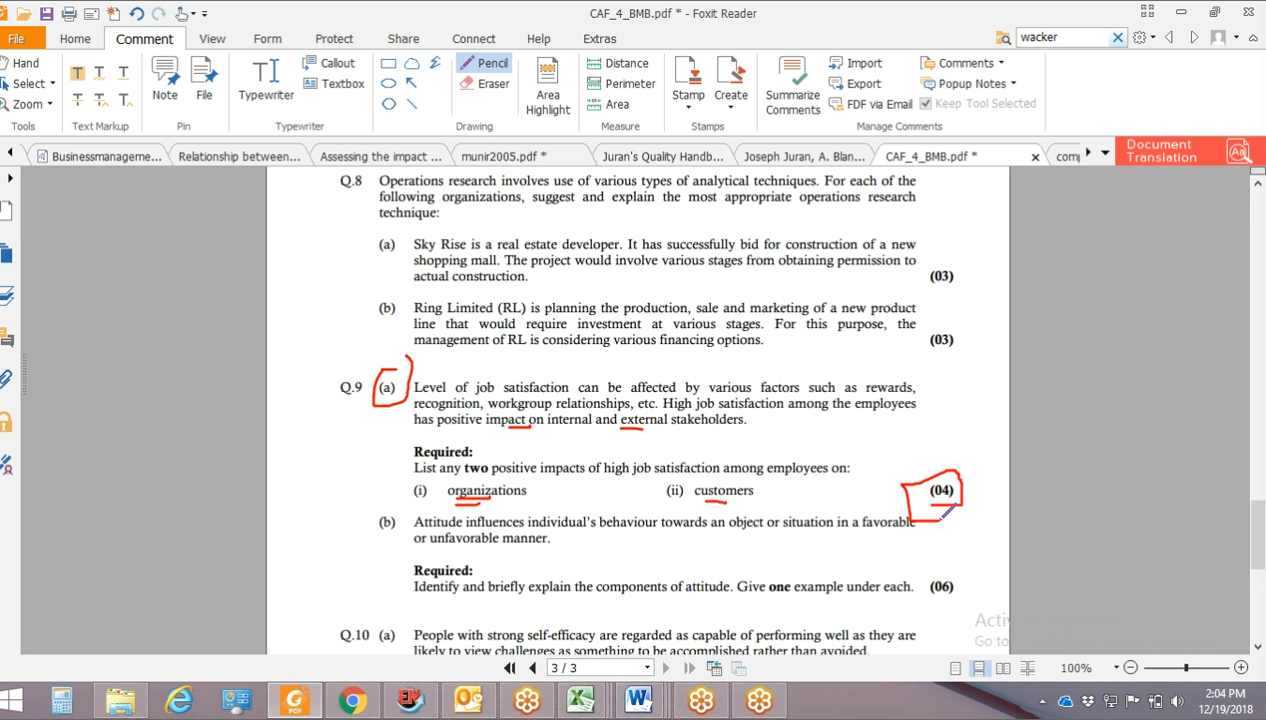 CAF_4_BMB.pdf * - Foxit Reader
File Home Comment View Form Protect Share Connect Help Extras
wacker
Hand
Select
Zoom
Tools
Text Markup
Note
File
Pin
Typewriter
Callout
Textbox
Typewriter
Pencil
Eraser
Area Highlight
Drawing
Distance
Perimeter
Area
Measure
Stamp
Create
Stamps
Summarize Comments
Import
Export
FDF via Email
Comments
Popup Notes
Keep Tool Selected
Manage Comments
Businessmanageme... Relationship between... Assessing the impact ... munir2005.pdf * Juran's Quality Handb... Joseph Juran, A. Blan... CAF_4_BMB.pdf * com
Document Translation
Q.8 Operations research involves use of various types of analytical techniques. For each of the
following organizations, suggest and explain the most appropriate operations research
technique:
(a) Sky Rise is a real estate developer. It has successfully bid for construction of a new
shopping mall. The project would involve various stages from obtaining permission to
actual construction. (03)
(b) Ring Limited (RL) is planning the production, sale and marketing of a new product
line that would require investment at various stages. For this purpose, the
management of RL is considering various financing options. (03)
Q.9 (a) Level of job satisfaction can be affected by various factors such as rewards,
recognition, workgroup relationships, etc. High job satisfaction among the employees
has positive impact on internal and external stakeholders.
Required:
List any two positive impacts of high job satisfaction among employees on:
(i) organizations (ii) customers (04)
(b) Attitude influences individual's behaviour towards an object or situation in a favorable
or unfavorable manner.
Required:
Identify and briefly explain the components of attitude. Give one example under each. (06)
Q.10 (a) People with strong self-efficacy are regarded as capable of performing well as they are
likely to view challenges as something to be accomplished rather than avoided.
3 / 3
100%
2:04 PM
12/19/2018